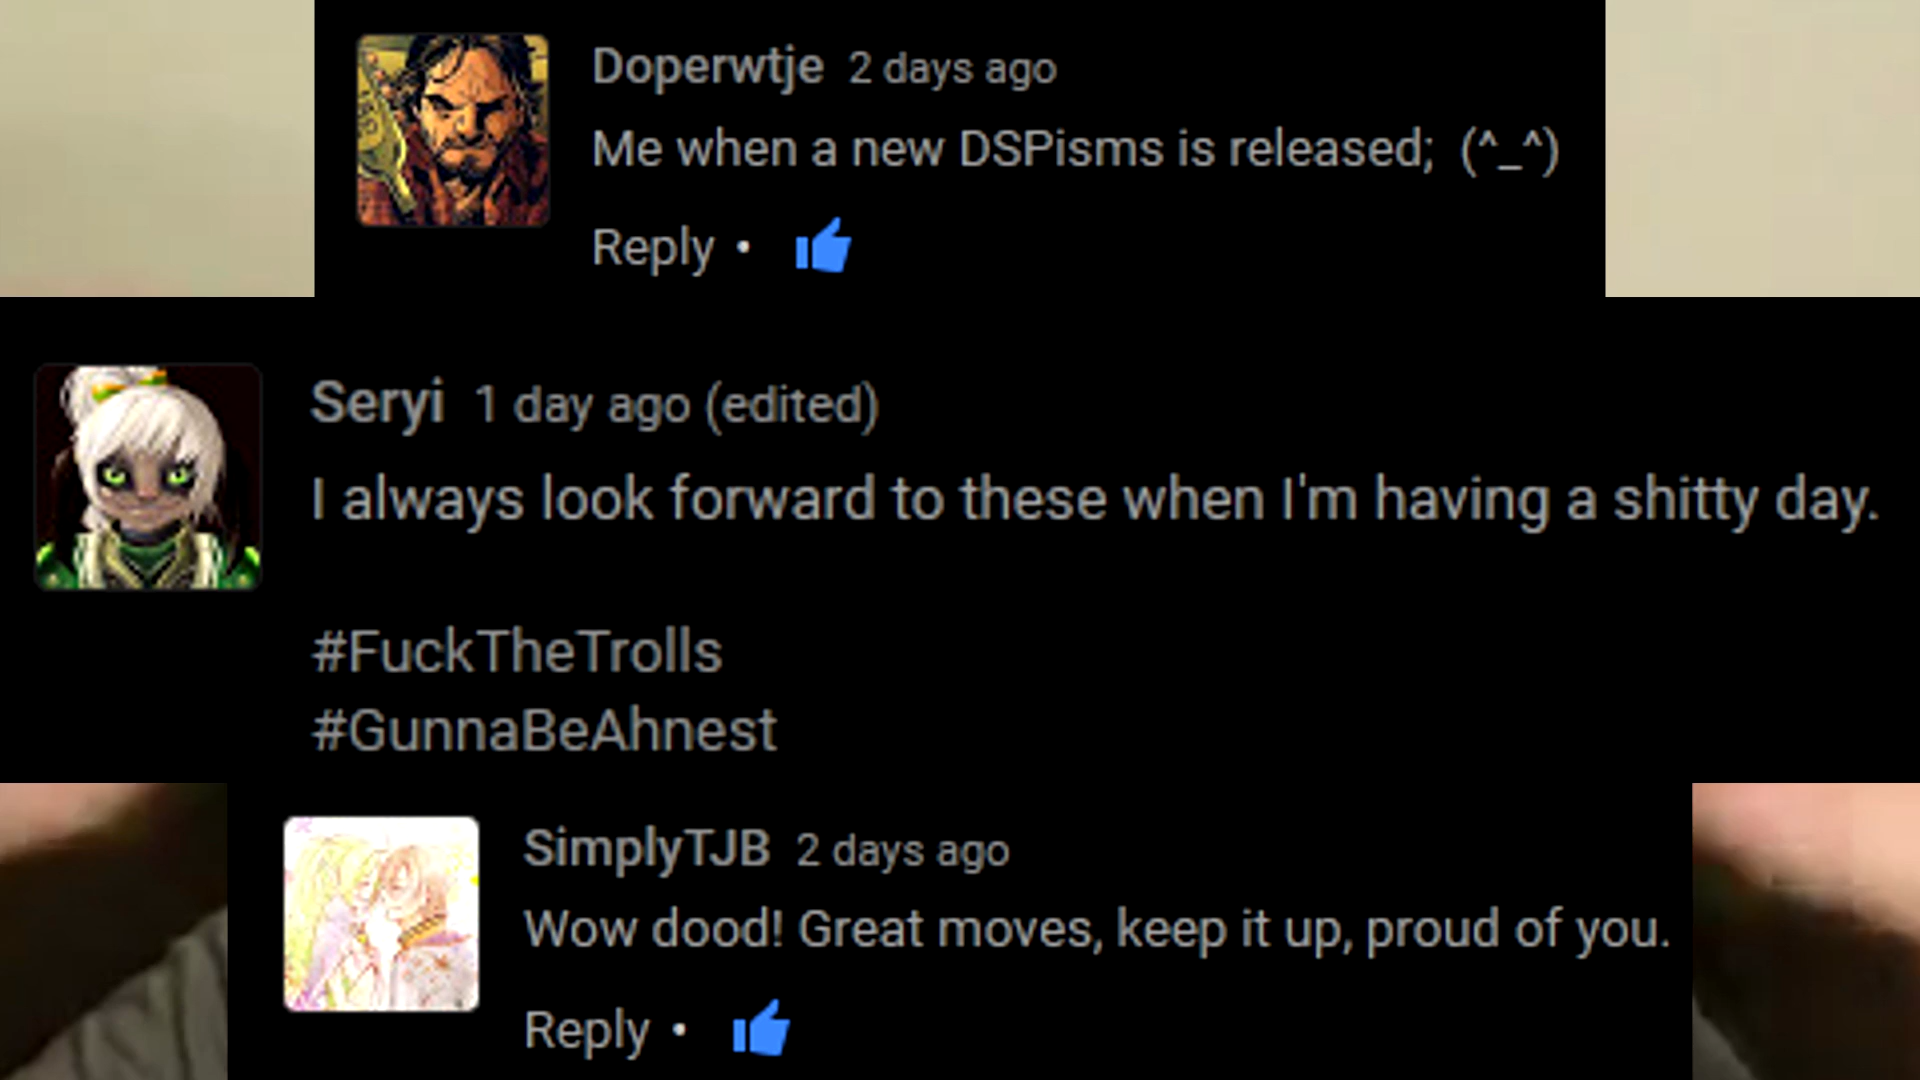 Doperwtje 2 days ago
Me when a new DSPisms is released; (^_^)
Reply •
Seryi 1 day ago (edited)
I always look forward to these when I'm having a shitty day.
#FuckTheTrolls
#GunnaBeAhnest
SimplyTJB 2 days ago
Wow dood! Great moves, keep it up, proud of you.
Reply •